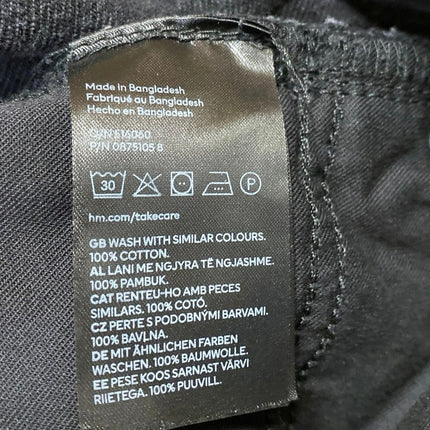 Made in Bangladesh
Fabriqué au Bangladesh
Hecho en Bangladesh
O/N 616060
P/N 0875105 8
30 P
hm.com/takecare
GB WASH WITH SIMILAR COLOURS.
100% COTTON.
AL LANI ME NGJYRA TË NGJASHME.
100% PAMBUK.
CAT RENTEU-HO AMB PECES
SIMILARS. 100% COTÓ.
CZ PERTE S PODOBNÝMI BARVAMI.
100% BAVLNA.
DE MIT ÄHNLICHEN FARBEN
WASCHEN. 100% BAUMWOLLE.
EE PESE KOOS SARNAST VÄRVI
RIIETEGA. 100% PUUVILL.